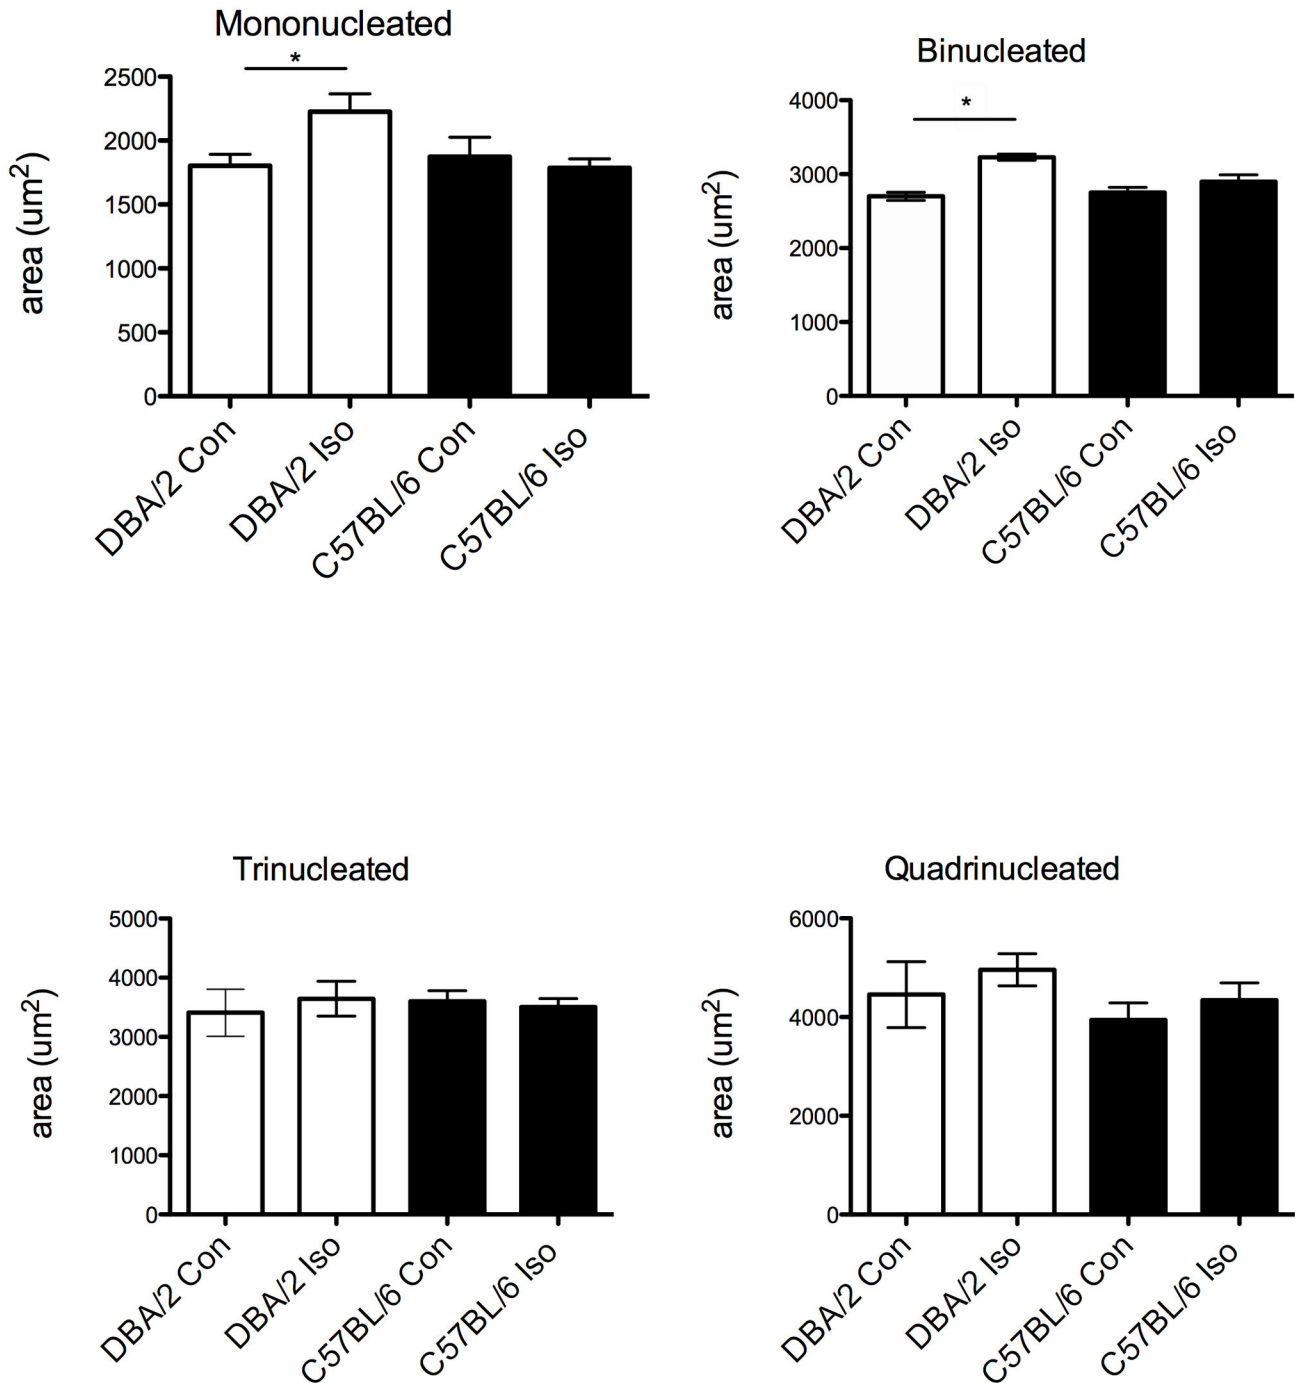 Mononucleated
*
2500
2000
1500
1000
500
0
area (um²)
DBA/2 Con
DBA/2 Iso
C57BL/6 Con
C57BL/6 Iso
Binucleated
*
4000
3000
2000
1000
0
area (um²)
DBA/2 Con
DBA/2 Iso
C57BL/6 Con
C57BL/6 Iso
Trinucleated
5000
4000
3000
2000
1000
0
area (um²)
DBA/2 Con
DBA/2 Iso
C57BL/6 Con
C57BL/6 Iso
Quadrinucleated
6000
4000
2000
0
area (um²)
DBA/2 Con
DBA/2 Iso
C57BL/6 Con
C57BL/6 Iso